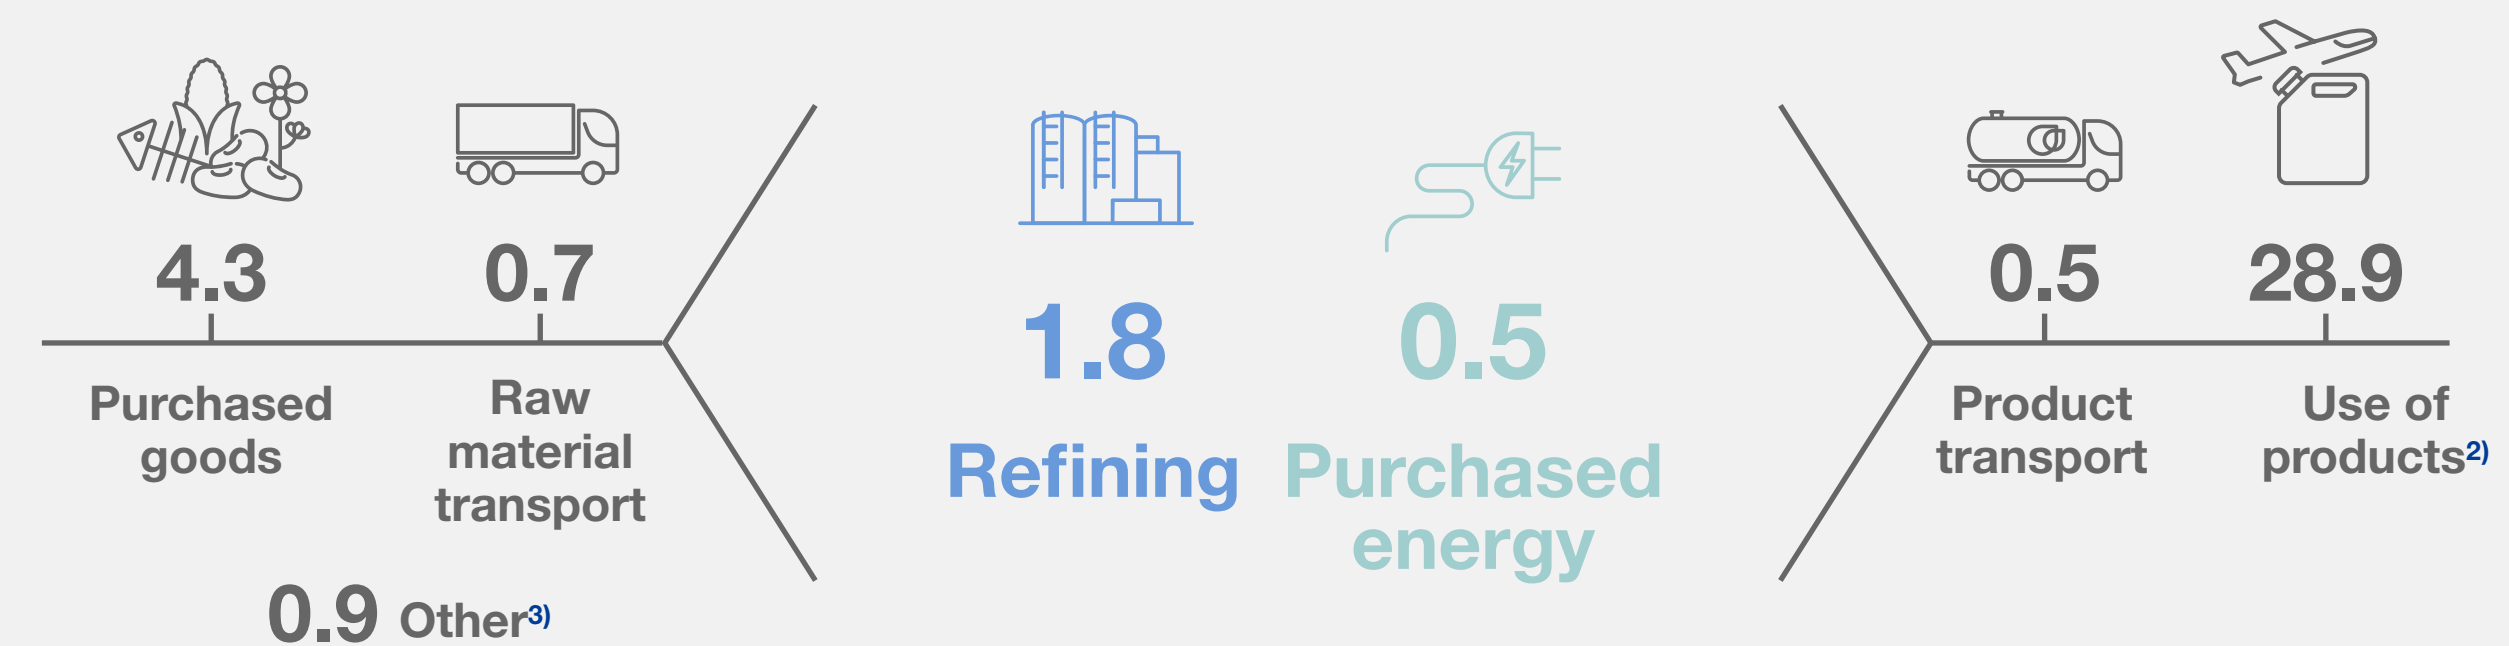 4.3
Purchased
goods
0.7
Raw
material
transport
0.9 Other3)
1.8
Refining
0.5
Purchased
energy
0.5
Product
transport
28.9
Use of
products2)